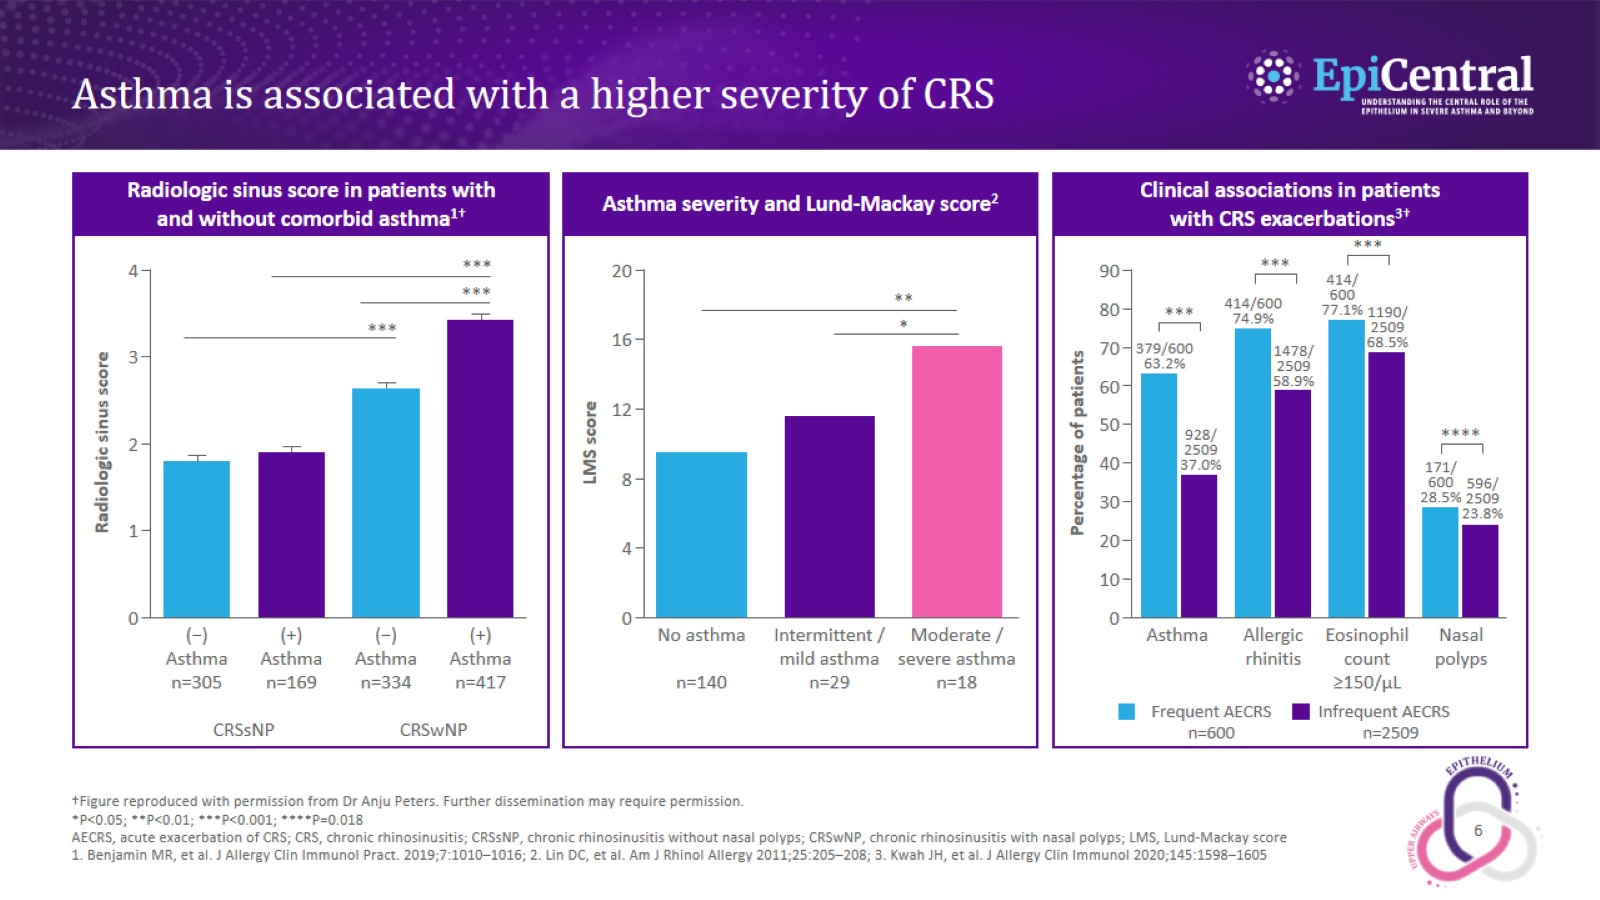 Asthma is associated with a higher severity of CRS
EpiCentral
UNDERSTANDING THE CENTRAL ROLE OF THE
EPITHELIUM IN SEVERE ASTHMA AND BEYOND
Radiologic sinus score in patients with
and without comorbid asthma1†
Radiologic sinus score
4
3
2
1
0
***
***
***
(−)
Asthma
n=305
(+)
Asthma
n=169
(−)
Asthma
n=334
(+)
Asthma
n=417
CRSsNP
CRSwNP
Asthma severity and Lund-Mackay score2
LMS score
20
16
12
8
4
0
**
*
No asthma
n=140
Intermittent /
mild asthma
n=29
Moderate /
severe asthma
n=18
Clinical associations in patients
with CRS exacerbations3†
Percentage of patients
90
80
70
60
50
40
30
20
10
0
***
379/600
63.2%
928/
2509
37.0%
***
414/600
74.9%
1478/
2509
58.9%
***
414/
600
77.1%
1190/
2509
68.5%
****
171/
600
28.5%
596/
2509
23.8%
Asthma
Allergic
rhinitis
Eosinophil
count
≥150/µL
Nasal
polyps
Frequent AECRS
n=600
Infrequent AECRS
n=2509
†Figure reproduced with permission from Dr Anju Peters. Further dissemination may require permission.
*P<0.05; **P<0.01; ***P<0.001; ****P=0.018
AECRS, acute exacerbation of CRS; CRS, chronic rhinosinusitis; CRSsNP, chronic rhinosinusitis without nasal polyps; CRSwNP, chronic rhinosinusitis with nasal polyps; LMS, Lund-Mackay score
1. Benjamin MR, et al. J Allergy Clin Immunol Pract. 2019;7:1010–1016; 2. Lin DC, et al. Am J Rhinol Allergy 2011;25:205–208; 3. Kwah JH, et al. J Allergy Clin Immunol 2020;145:1598–1605
EPITHELIUM
UPPER AIRWAYS
6